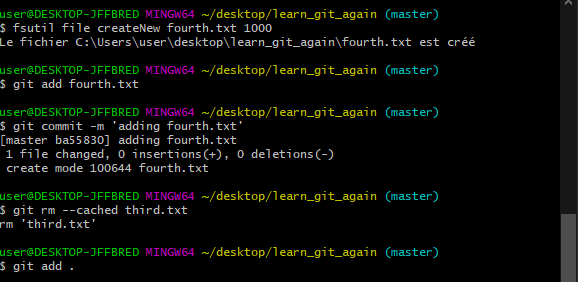 user@DESKTOP-JFFBRED MINGW64 ~/desktop/learn_git_again (master)
$ fsutil file createNew fourth.txt 1000
Le fichier C:\Users\user\desktop\learn_git_again\fourth.txt est créé
user@DESKTOP-JFFBRED MINGW64 ~/desktop/learn_git_again (master)
$ git add fourth.txt
user@DESKTOP-JFFBRED MINGW64 ~/desktop/learn_git_again (master)
$ git commit -m 'adding fourth.txt'
[master ba55830] adding fourth.txt
1 file changed, 0 insertions(+), 0 deletions(-)
create mode 100644 fourth.txt
user@DESKTOP-JFFBRED MINGW64 ~/desktop/learn_git_again (master)
$ git rm --cached third.txt
rm 'third.txt'
user@DESKTOP-JFFBRED MINGW64 ~/desktop/learn_git_again (master)
$ git add .